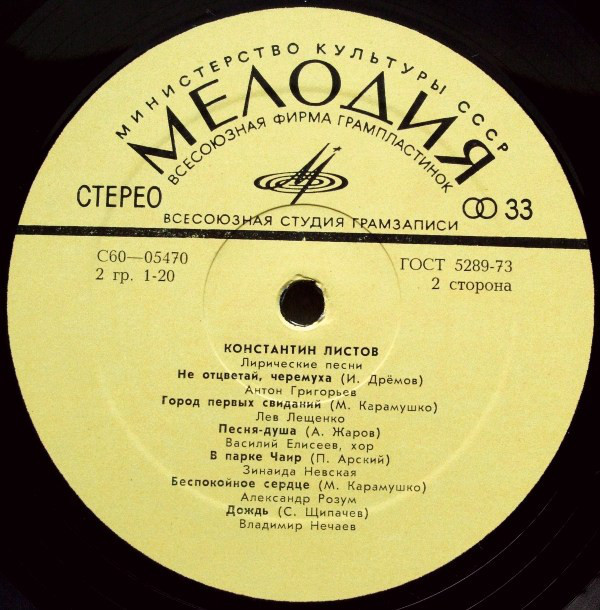 МИНИСТЕРСТВО КУЛЬТУРЫ СССР
МЕЛОДИЯ
ВСЕСОЮЗНАЯ ФИРМА ГРАМПЛАСТИНОК
СТЕРЕО
33
ВСЕСОЮЗНАЯ СТУДИЯ ГРАМЗАПИСИ
С60—05470
ГОСТ 5289-73
2 гр. 1-20
2 сторона
КОНСТАНТИН ЛИСТОВ
Лирические песни
Не отцветай, черемуха (И. Дрёмов)
Антон Григорьев
Город первых свиданий (М. Карамушко)
Лев Лещенко
Песня-душа (А. Жаров)
Василий Елисеев, хор
В парке Чаир (П. Арский)
Зинаида Невская
Беспокойное сердце (М. Карамушко)
Александр Розум
Дождь (С. Щипачев)
Владимир Нечаев